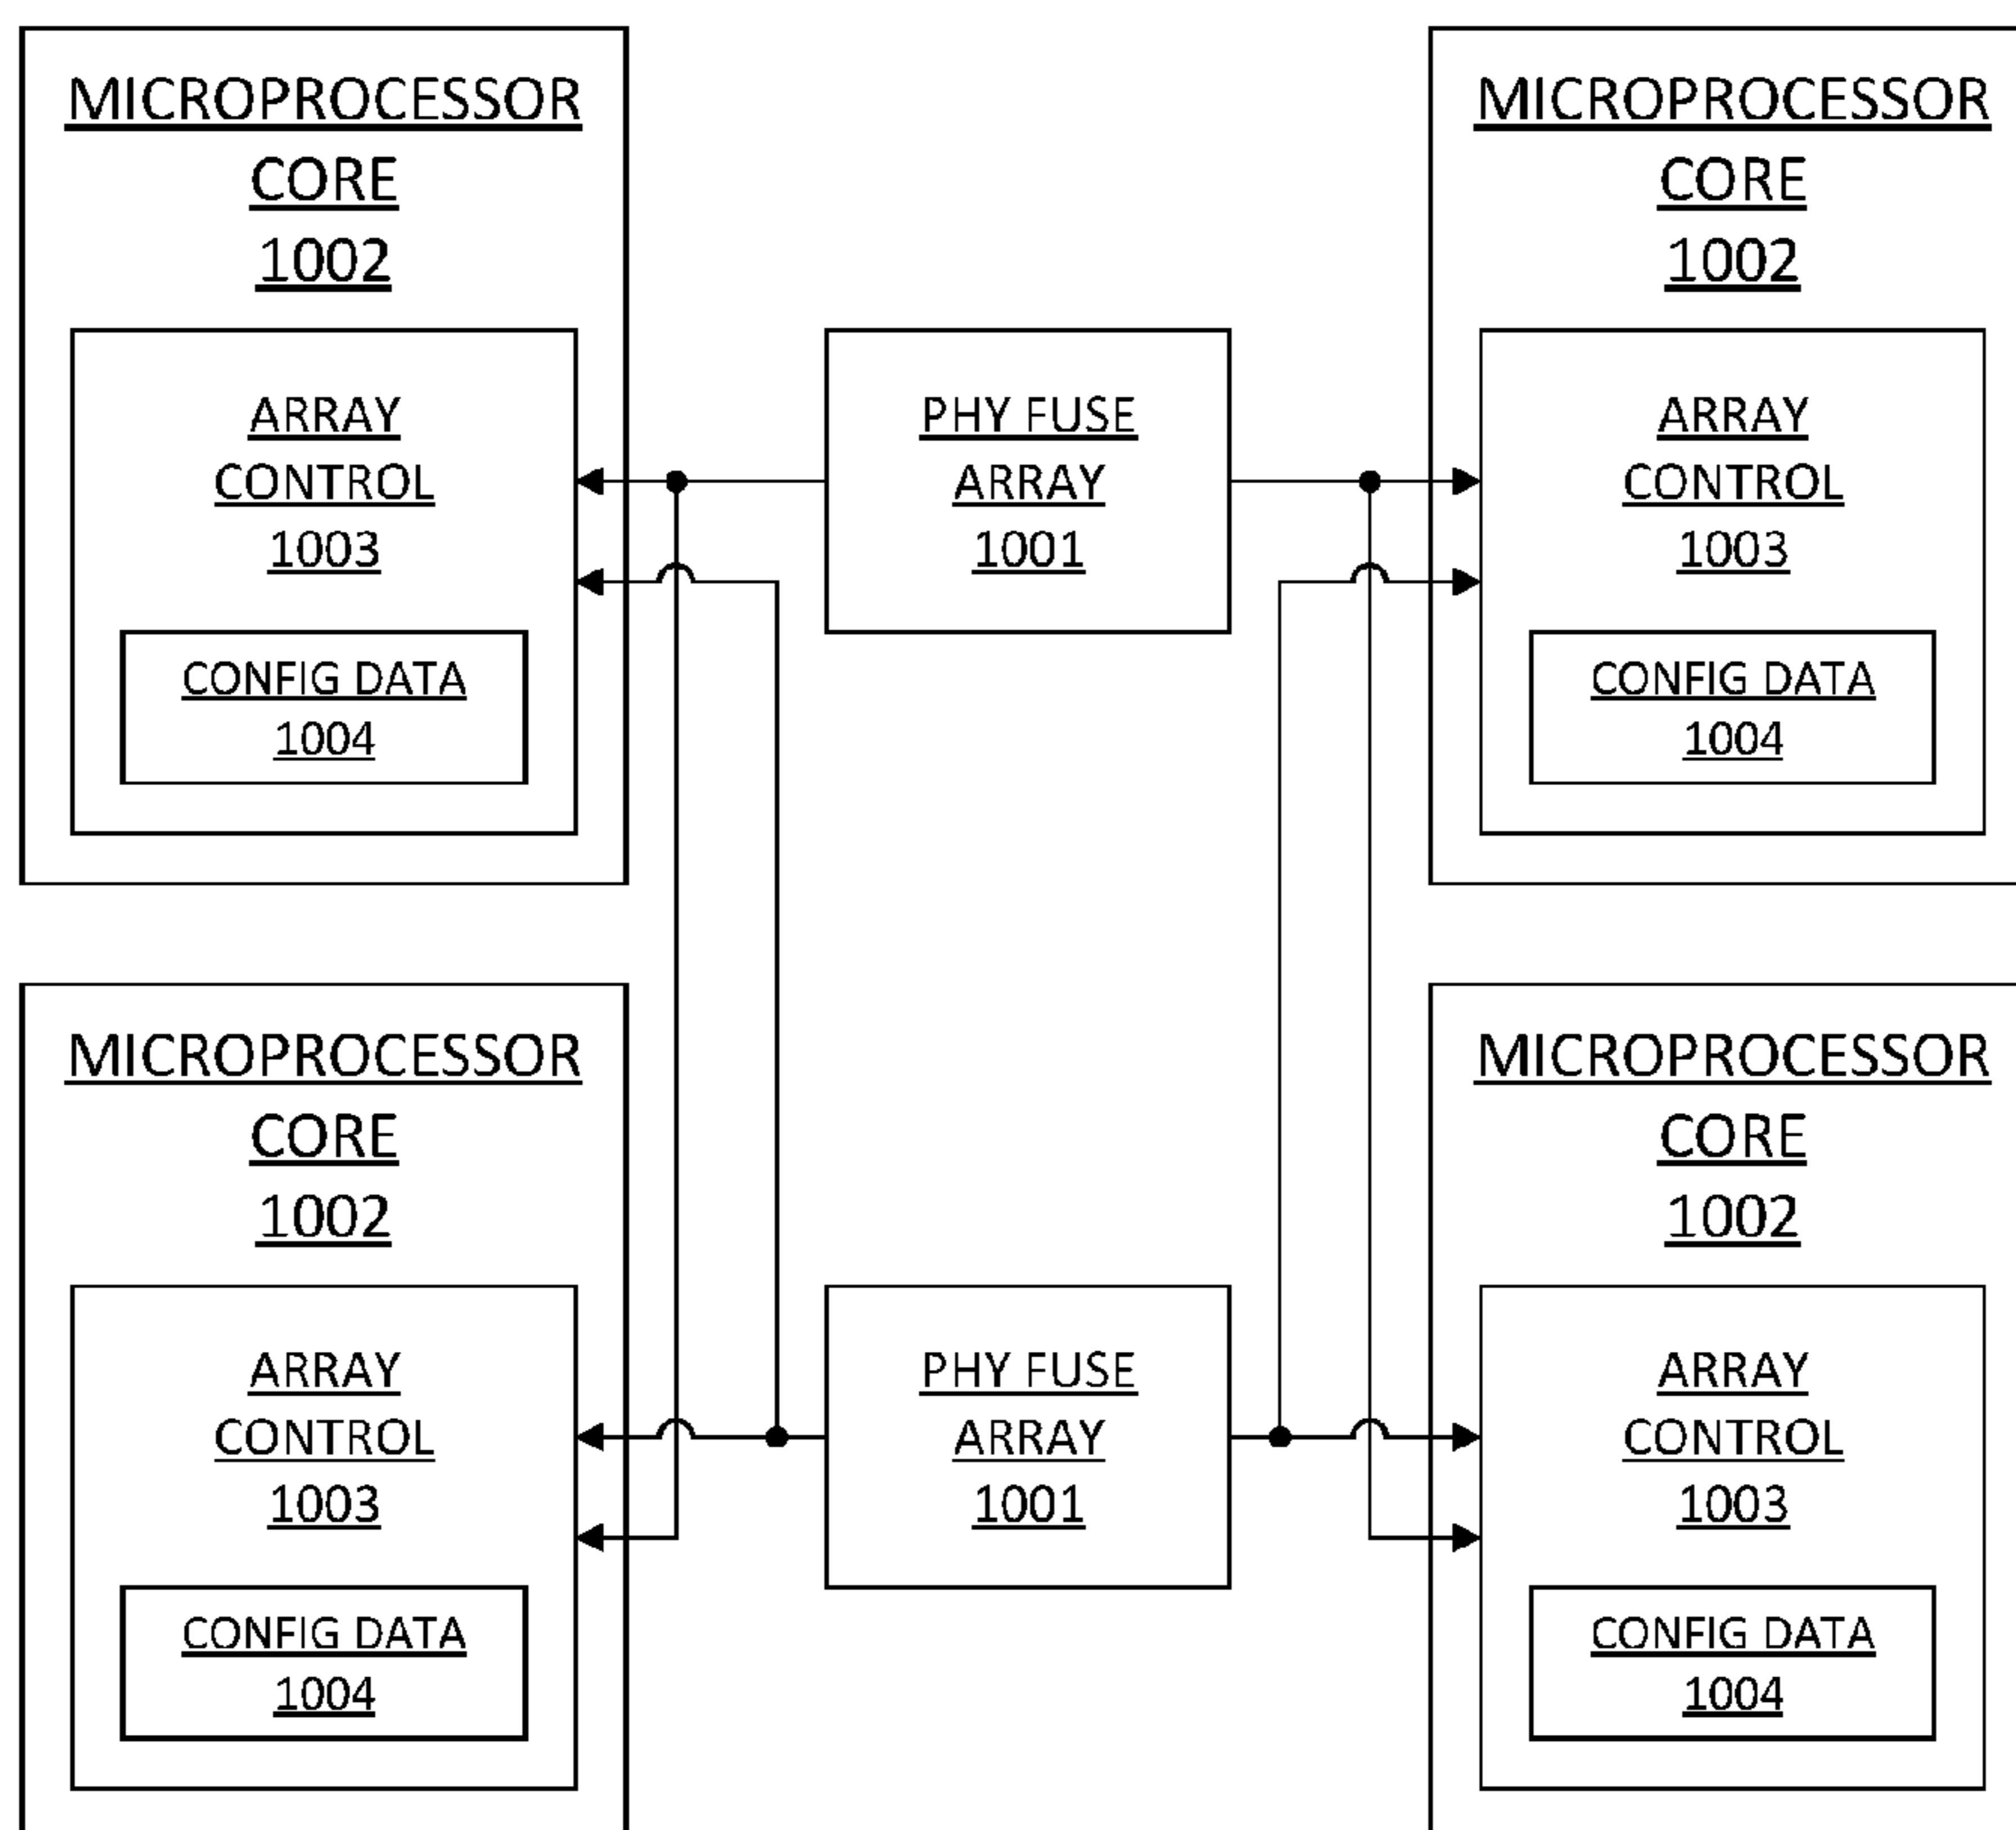 MICROPROCESSOR
CORE
1002
ARRAY
CONTROL
1003
CONFIG DATA
1004
PHY FUSE
ARRAY
1001
MICROPROCESSOR
CORE
1002
ARRAY
CONTROL
1003
CONFIG DATA
1004
MICROPROCESSOR
CORE
1002
ARRAY
CONTROL
1003
CONFIG DATA
1004
PHY FUSE
ARRAY
1001
MICROPROCESSOR
CORE
1002
ARRAY
CONTROL
1003
CONFIG DATA
1004